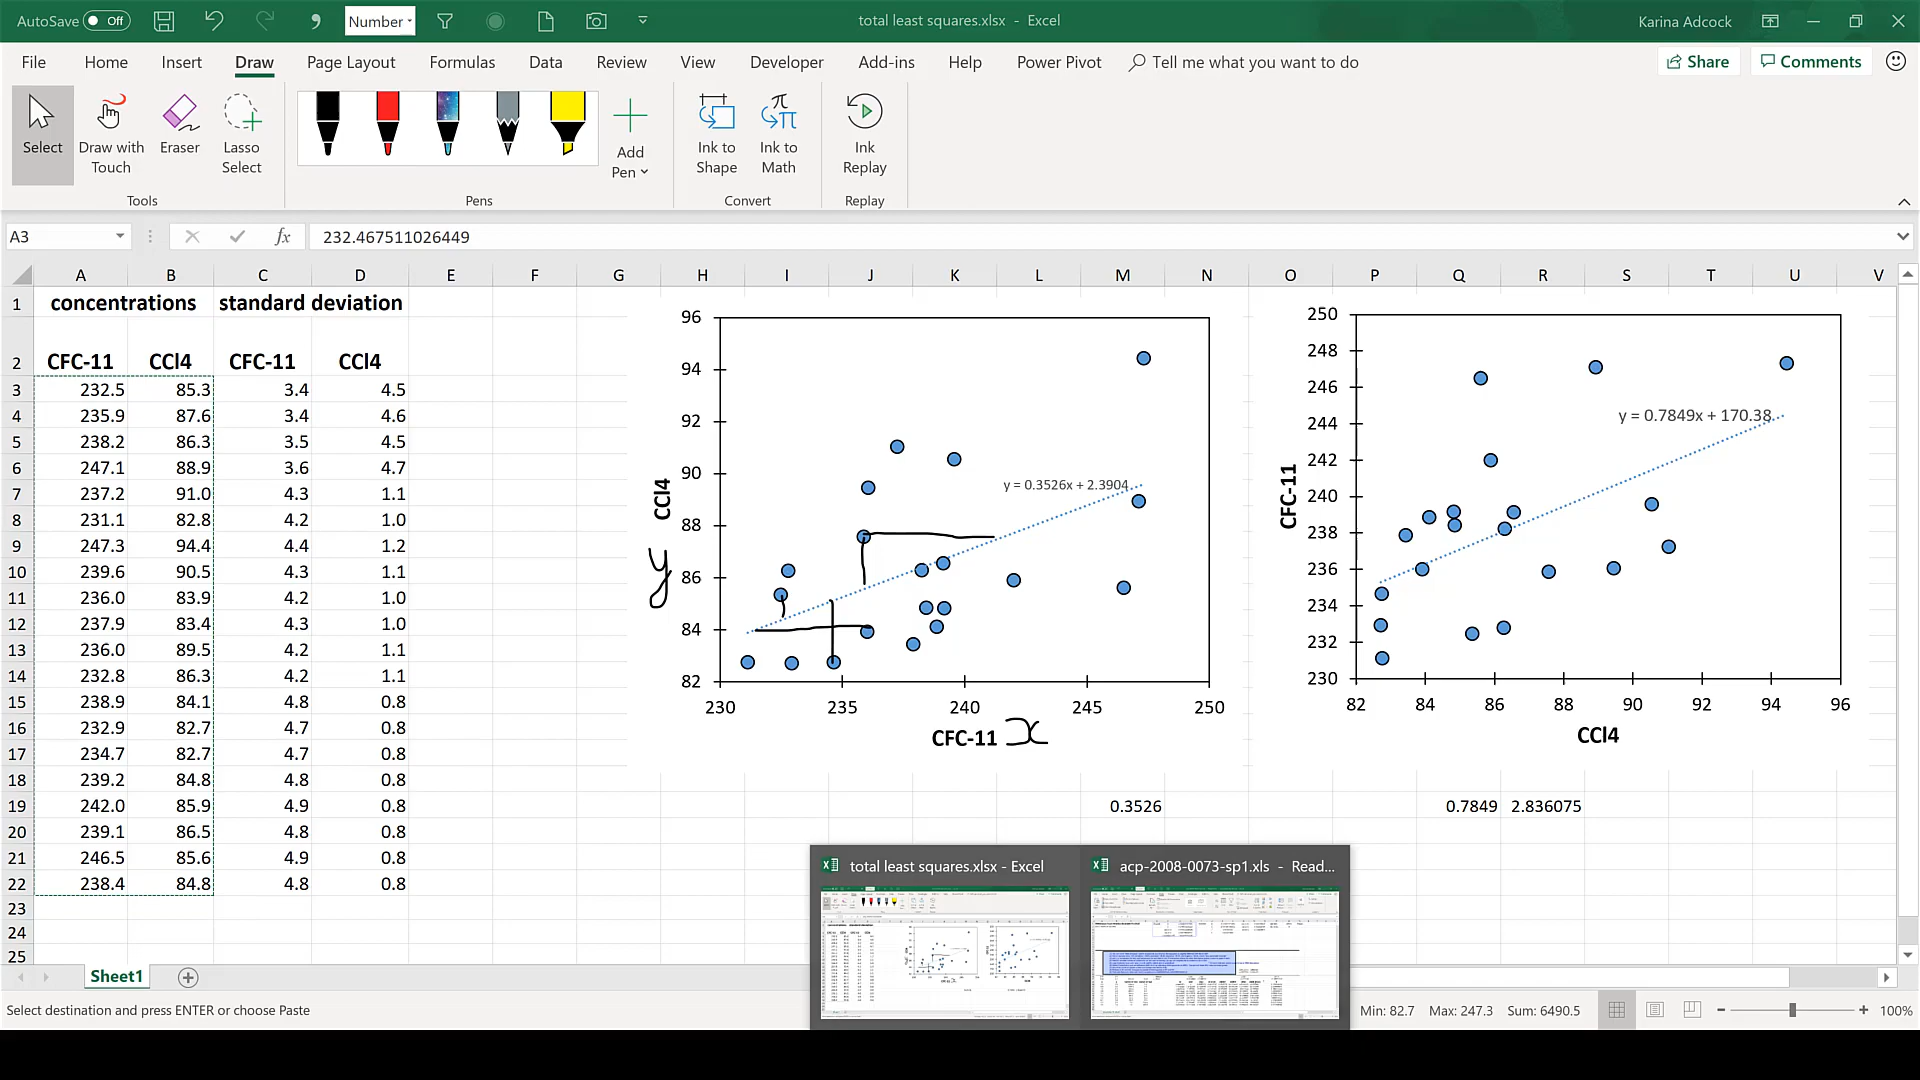 AutoSave Off Number total least squares.xlsx - Excel Karina Adcock
File Home Insert Draw Page Layout Formulas Data Review View Developer Add-ins Help Power Pivot Tell me what you want to do Share Comments
Select Draw with Touch Eraser Lasso Select Add Pen Ink to Shape Ink to Math Ink Replay
Tools Pens Convert Replay
A3 fx 232.467511026449
A B C D E F G H I J K L M N O P Q R S T U V
1 concentrations standard deviation
2 CFC-11 CCl4 CFC-11 CCl4
3 232.5 85.3 3.4 4.5
4 235.9 87.6 3.4 4.6
5 238.2 86.3 3.5 4.5
6 247.1 88.9 3.6 4.7
7 237.2 91.0 4.3 1.1
8 231.1 82.8 4.2 1.0
9 247.3 94.4 4.4 1.2
10 239.6 90.5 4.3 1.1
11 236.0 83.9 4.2 1.0
12 237.9 83.4 4.3 1.0
13 236.0 89.5 4.2 1.1
14 232.8 86.3 4.2 1.1
15 238.9 84.1 4.8 0.8
16 232.9 82.7 4.7 0.8
17 234.7 82.7 4.7 0.8
18 239.2 84.8 4.8 0.8
19 242.0 85.9 4.9 0.8 0.3526 0.7849 2.836075
20 239.1 86.5 4.8 0.8
21 246.5 85.6 4.9 0.8
22 238.4 84.8 4.8 0.8
23
24
25
96
94
92
90
88
86
84
82
230 235 240 245 250
y CCl4
CFC-11 x
y = 0.3526x + 2.3904
250
248
246
244
242
240
238
236
234
232
230
82 84 86 88 90 92 94 96
CFC-11
CCl4
y = 0.7849x + 170.38
total least squares.xlsx - Excel acp-2008-0073-sp1.xls - Read...
Sheet1
Select destination and press ENTER or choose Paste Min: 82.7 Max: 247.3 Sum: 6490.5 100%